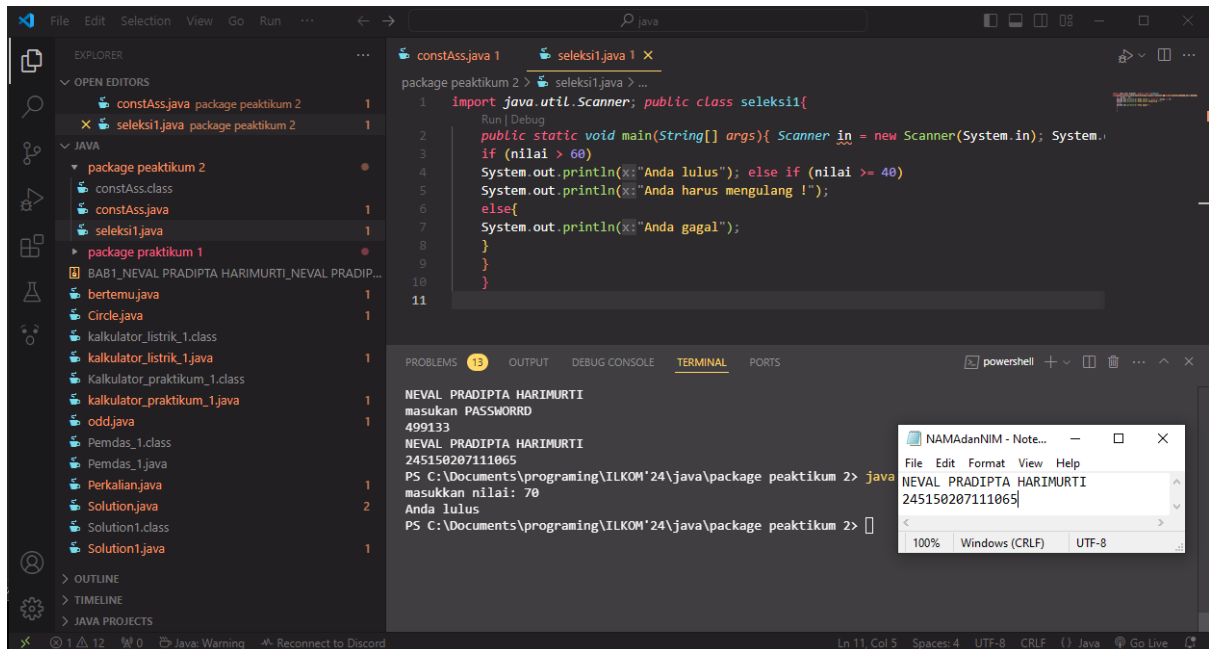 File Edit Selection View Go Run ··· ← → java
EXPLORER ···
OPEN EDITORS
constAss.java package peaktikum 2 1
seleksi1.java package peaktikum 2 1
JAVA
package peaktikum 2
constAss.class
constAss.java 1
seleksi1.java 1
package praktikum 1
BAB1_NEVAL PRADIPTA HARIMURTI_NEVAL PRADIP...
bertemu.java 1
Circle.java 1
kalkulator_listrik_1.class
kalkulator_listrik_1.java 1
Kalkulator_praktikum_1.class
kalkulator_praktikum_1.java 1
odd.java 1
Pemdas_1.class
Pemdas_1.java
Perkalian.java 1
Solution.java 2
Solution1.class
Solution1.java 1
OUTLINE
TIMELINE
JAVA PROJECTS
constAss.java 1 seleksi1.java 1
package peaktikum 2 > seleksi1.java > ...
1 import java.util.Scanner; public class seleksi1{
Run | Debug
2 public static void main(String[] args){ Scanner in = new Scanner(System.in); System.
3 if (nilai > 60)
4 System.out.println(x:"Anda lulus"); else if (nilai >= 40)
5 System.out.println(x:"Anda harus mengulang !");
6 else{
7 System.out.println(x:"Anda gagal");
8 }
9 }
10 }
11
PROBLEMS 13 OUTPUT DEBUG CONSOLE TERMINAL PORTS powershell
NEVAL PRADIPTA HARIMURTI
masukan PASSWORRD
499133
NEVAL PRADIPTA HARIMURTI
245150207111065
PS C:\Documents\programing\ILKOM'24\java\package peaktikum 2> java
masukkan nilai: 70
Anda lulus
PS C:\Documents\programing\ILKOM'24\java\package peaktikum 2>
NAMAdanNIM - Note...
File Edit Format View Help
NEVAL PRADIPTA HARIMURTI
245150207111065
100% Windows (CRLF) UTF-8
1 12 0 Java: Warning Reconnect to Discord Ln 11, Col 5 Spaces: 4 UTF-8 CRLF {} Java Go Live